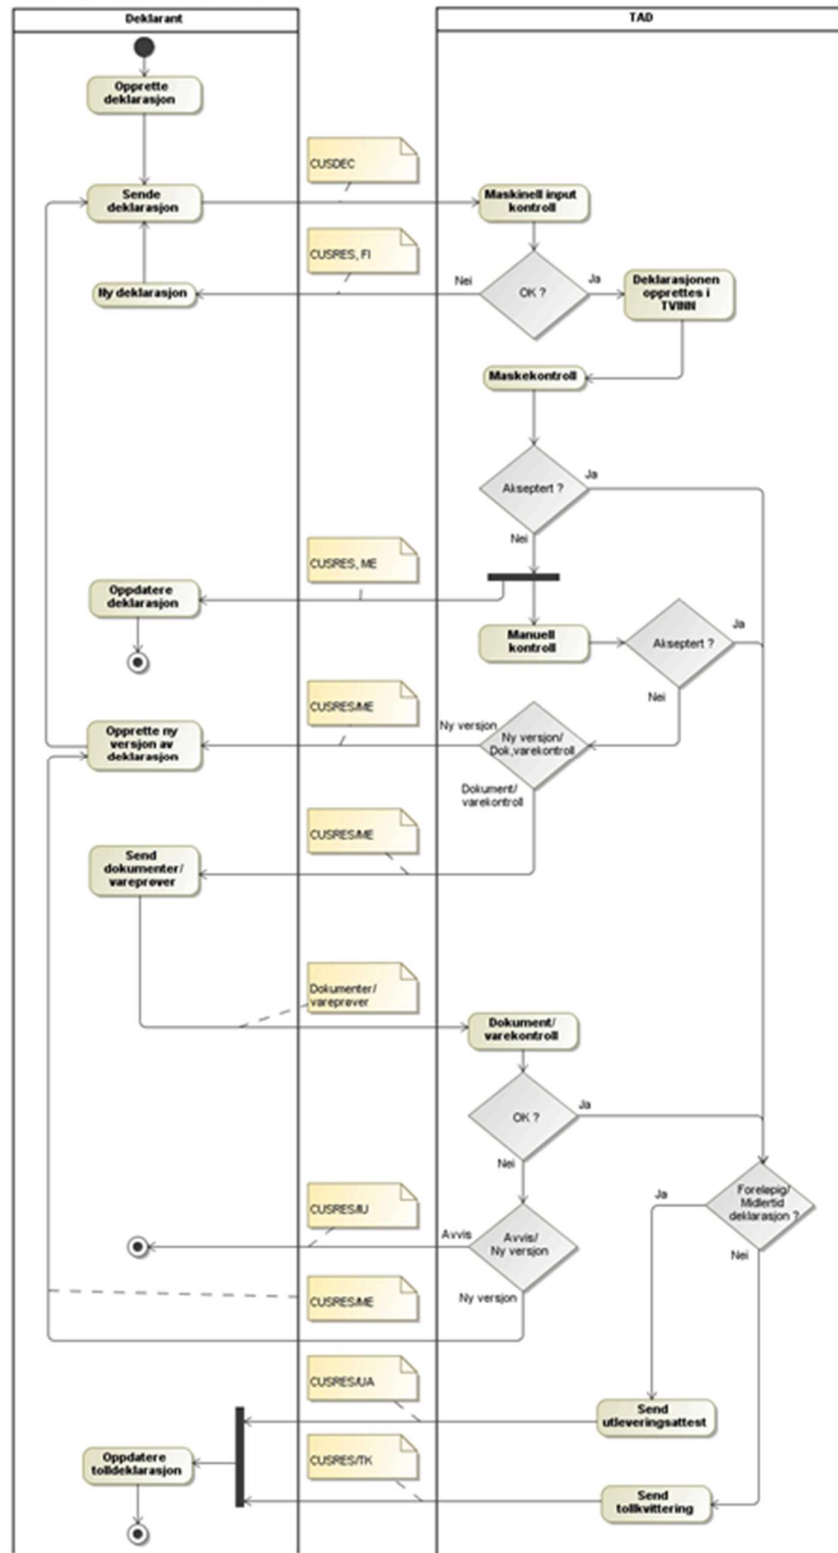 Deklarant
TAD
Opprette
deklarasjon
CUSDEC
Sende
deklarasjon
Maskinell input
kontroll
CUSRES, FI
Nei
OK ?
Ja
Deklarasjonen
opprettes i
TVINN
Ny deklarasjon
Maskekontroll
Akseptert ?
Ja
Nei
CUSRES, ME
Oppdatere
deklarasjon
Manuell
kontroll
Akseptert ?
Ja
Nei
CUSRES/ME
Opprette ny
versjon av
deklarasjon
Ny versjon
Ny versjon/
Dok,varekontroll
Dokument/
varekontroll
CUSRES/ME
Send
dokumenter/
vareprøver
Dokumenter/
vareprøver
Dokument/
varekontroll
OK ?
Ja
Nei
Foreløpig/
Midlertid
deklarasjon ?
Ja
Nei
CUSRES/IU
Avvis
Avvis/
Ny versjon
CUSRES/ME
Ny versjon
CUSRES/UA
Send
utleveringsattest
Oppdatere
tolldeklarasjon
CUSRES/TK
Send
tollkvittering